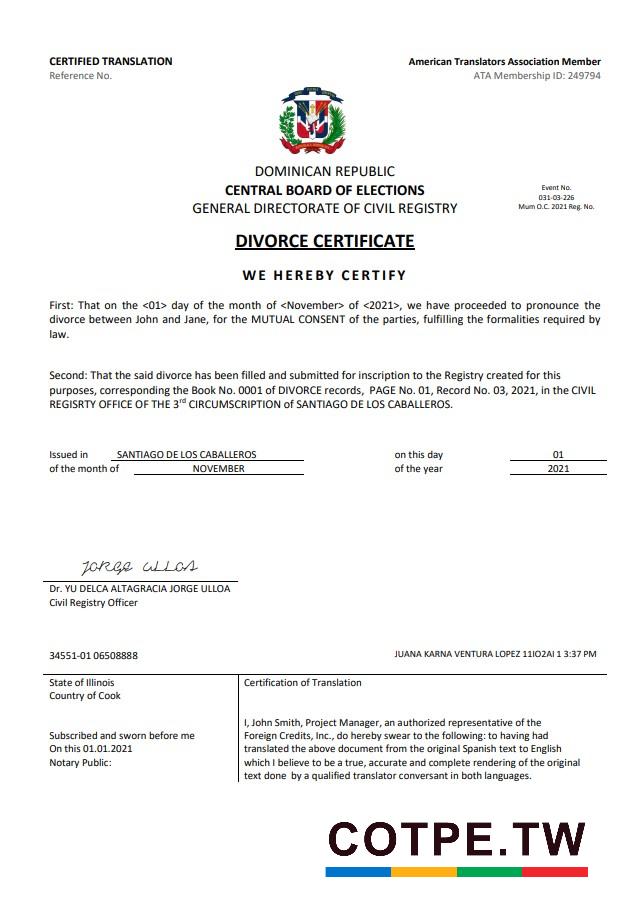 CERTIFIED TRANSLATION
Reference No.
American Translators Association Member
ATA Membership ID: 249794
DOMINICAN REPUBLIC
CENTRAL BOARD OF ELECTIONS
GENERAL DIRECTORATE OF CIVIL REGISTRY
Event No.
031-03-226
Mum O.C. 2021 Reg. No.
DIVORCE CERTIFICATE
WE HEREBY CERTIFY
First: That on the <01> day of the month of <November> of <2021>, we have proceeded to pronounce the
divorce between John and Jane, for the MUTUAL CONSENT of the parties, fulfilling the formalities required by
law.
Second: That the said divorce has been filled and submitted for inscription to the Registry created for this
purposes, corresponding the Book No. 0001 of DIVORCE records, PAGE No. 01, Record No. 03, 2021, in the CIVIL
REGISRTY OFFICE OF THE 3rd CIRCUMSCRIPTION of SANTIAGO DE LOS CABALLEROS.
Issued in SANTIAGO DE LOS CABALLEROS on this day 01
of the month of NOVEMBER of the year 2021
JORGE ULLOA
Dr. YU DELCA ALTAGRACIA JORGE ULLOA
Civil Registry Officer
34551-01 06508888
JUANA KARNA VENTURA LOPEZ 11IO2AI 1 3:37 PM
State of Illinois
Country of Cook
Subscribed and sworn before me
On this 01.01.2021
Notary Public:
Certification of Translation
I, John Smith, Project Manager, an authorized representative of the
Foreign Credits, Inc., do hereby swear to the following: to having had
translated the above document from the original Spanish text to English
which I believe to be a true, accurate and complete rendering of the original
text done by a qualified translator conversant in both languages.
COTPE.TW